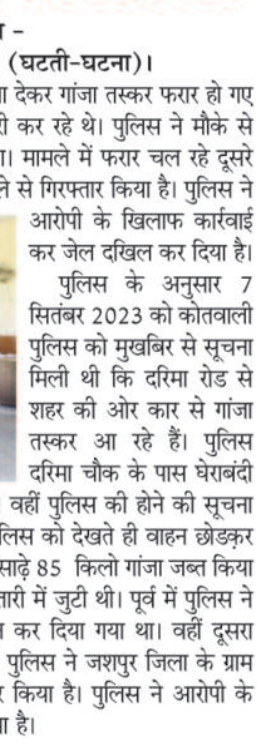 –
(घटती-घटना)।
देकर गांजा तस्कर फरार हो गए
कर रहे थे। पुलिस ने मौके से
मामले में फरार चल रहे दूसरे
से गिरफ्तार किया है। पुलिस ने
आरोपी के खिलाफ कार्रवाई
कर जेल दखिल कर दिया है।
पुलिस के अनुसार 7
सितंबर 2023 को कोतवाली
पुलिस को मुखबिर से सूचना
मिली थी कि दरिमा रोड से
शहर की ओर कार से गांजा
तस्कर आ रहे हैं। पुलिस
दरिमा चौक के पास घेराबंदी
वहीं पुलिस की होने की सूचना
को देखते ही वाहन छोडक़र
साढ़े 85 किलो गांजा जब्त किया
में जुटी थी। पूर्व में पुलिस ने
कर दिया गया था। वहीं दूसरा
पुलिस ने जशपुर जिला के ग्राम
किया है। पुलिस ने आरोपी के
है।